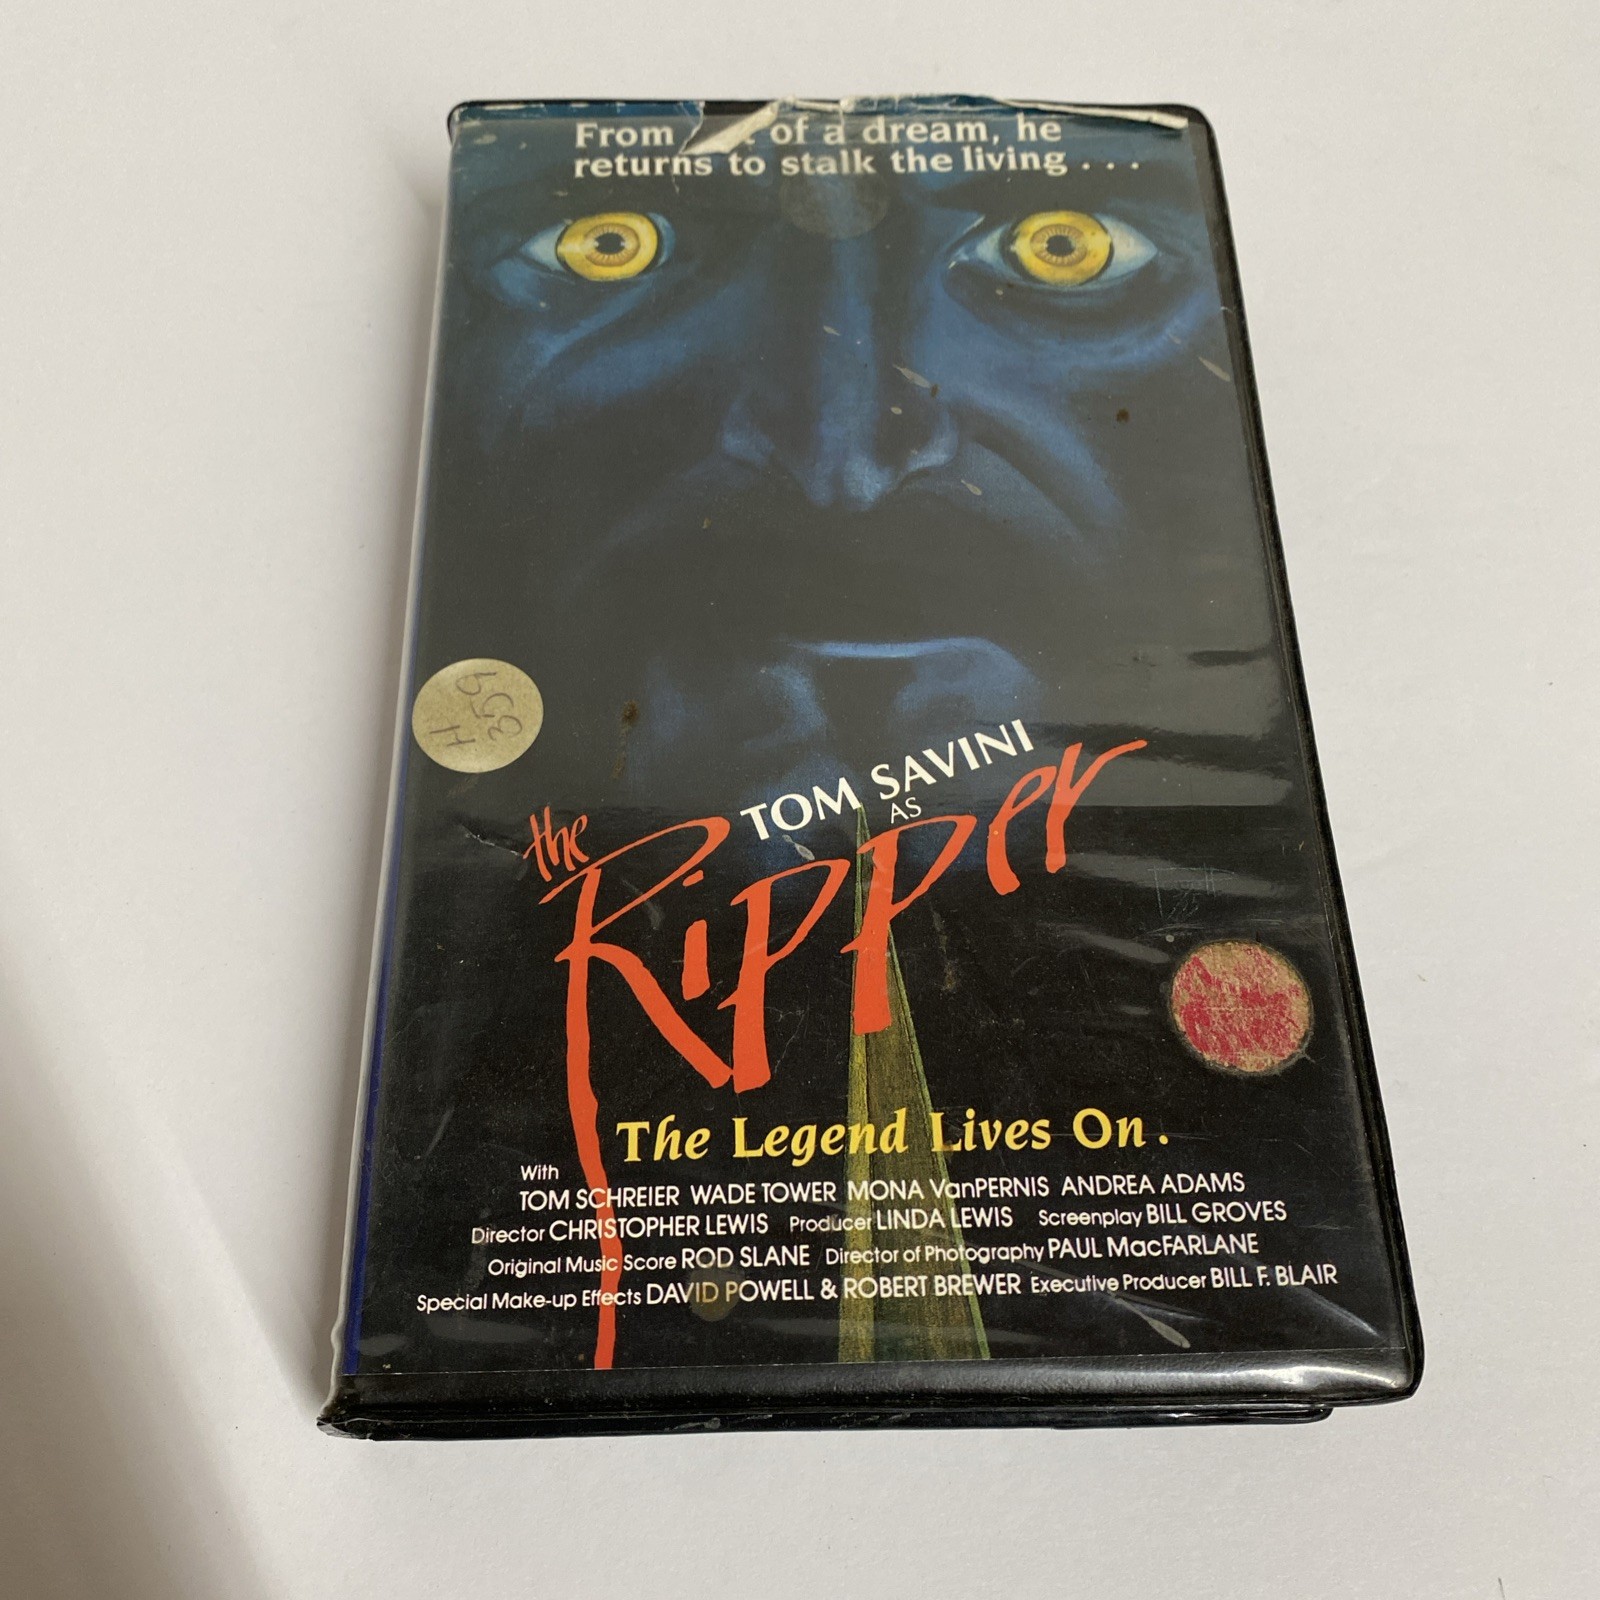 From of a dream, he
returns to stalk the living . . .
TOM SAVINI
AS
the
Ripper
The Legend Lives On.
With
TOM SCHREIER WADE TOWER MONA VanPERNIS ANDREA ADAMS
Director CHRISTOPHER LEWIS Producer LINDA LEWIS Screenplay BILL GROVES
Original Music Score ROD SLANE Director of Photography PAUL MacFARLANE
Special Make-up Effects DAVID POWELL & ROBERT BREWER Executive Producer BILL F. BLAIR